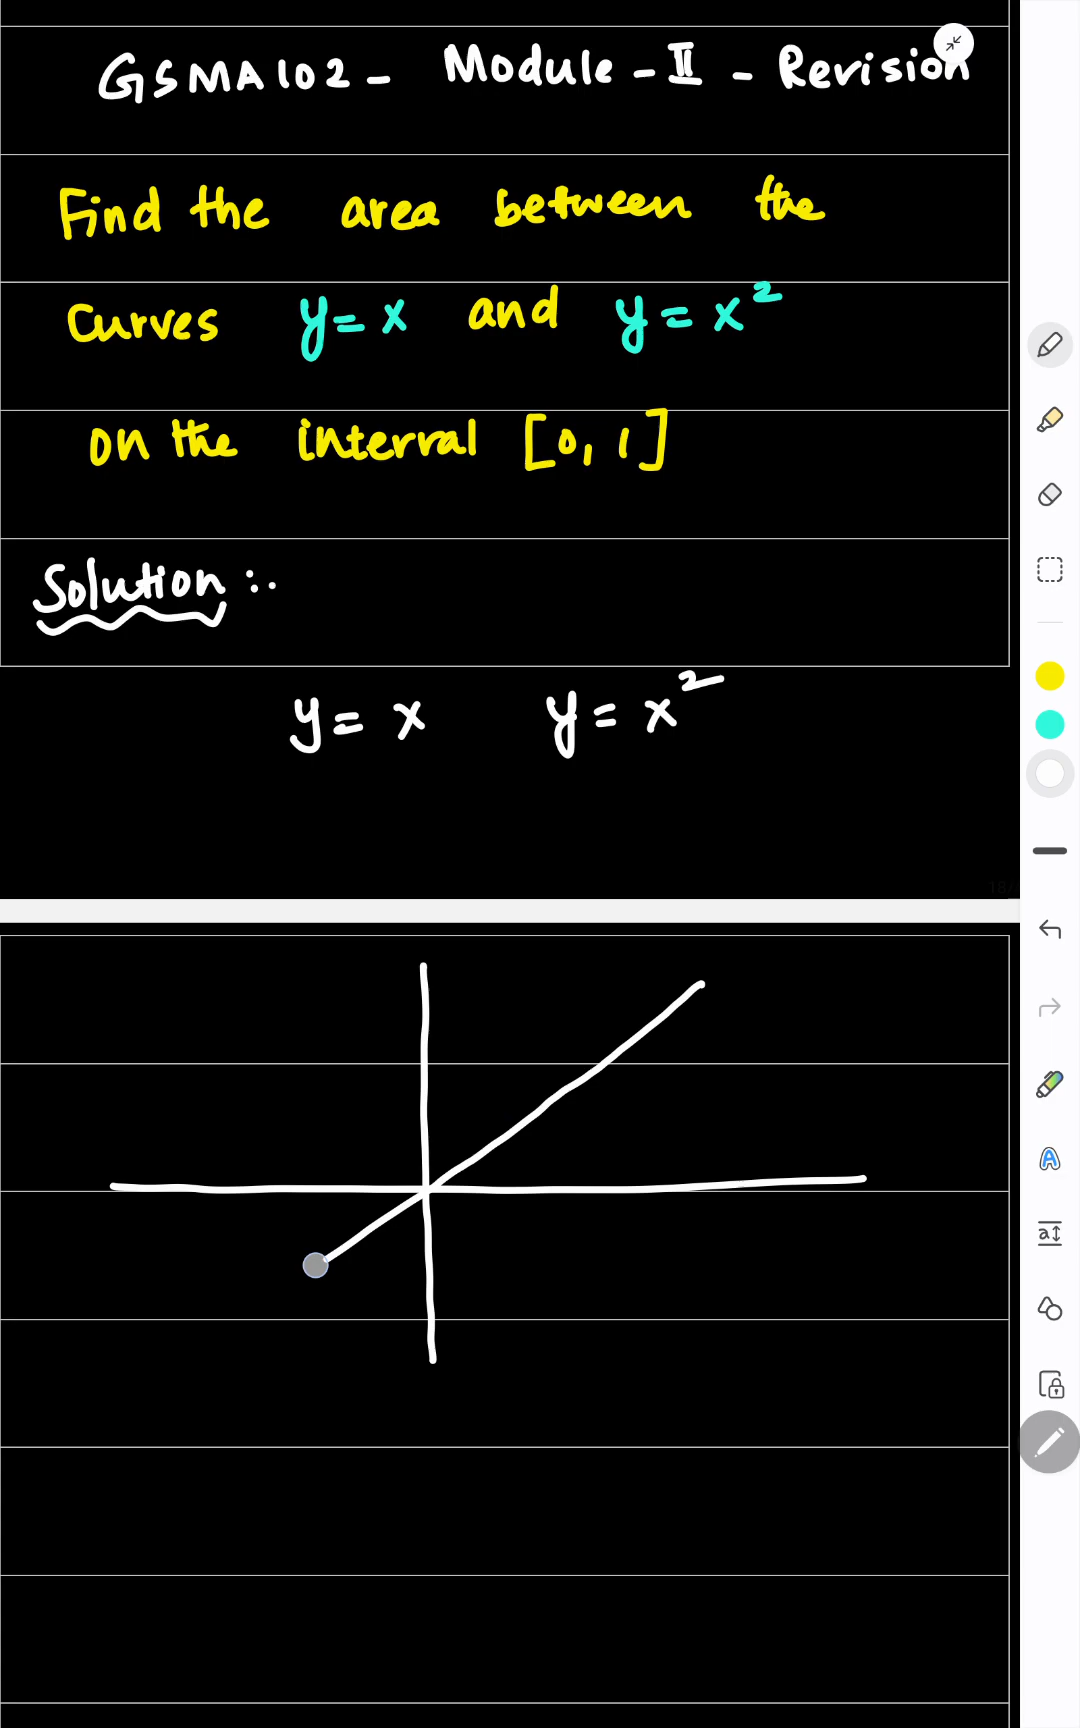 GSMA102 - Module - II - Revision
Find the area between the
curves y = x and y = x²
on the interval [0, 1]
Solution :.
y = x y = x²